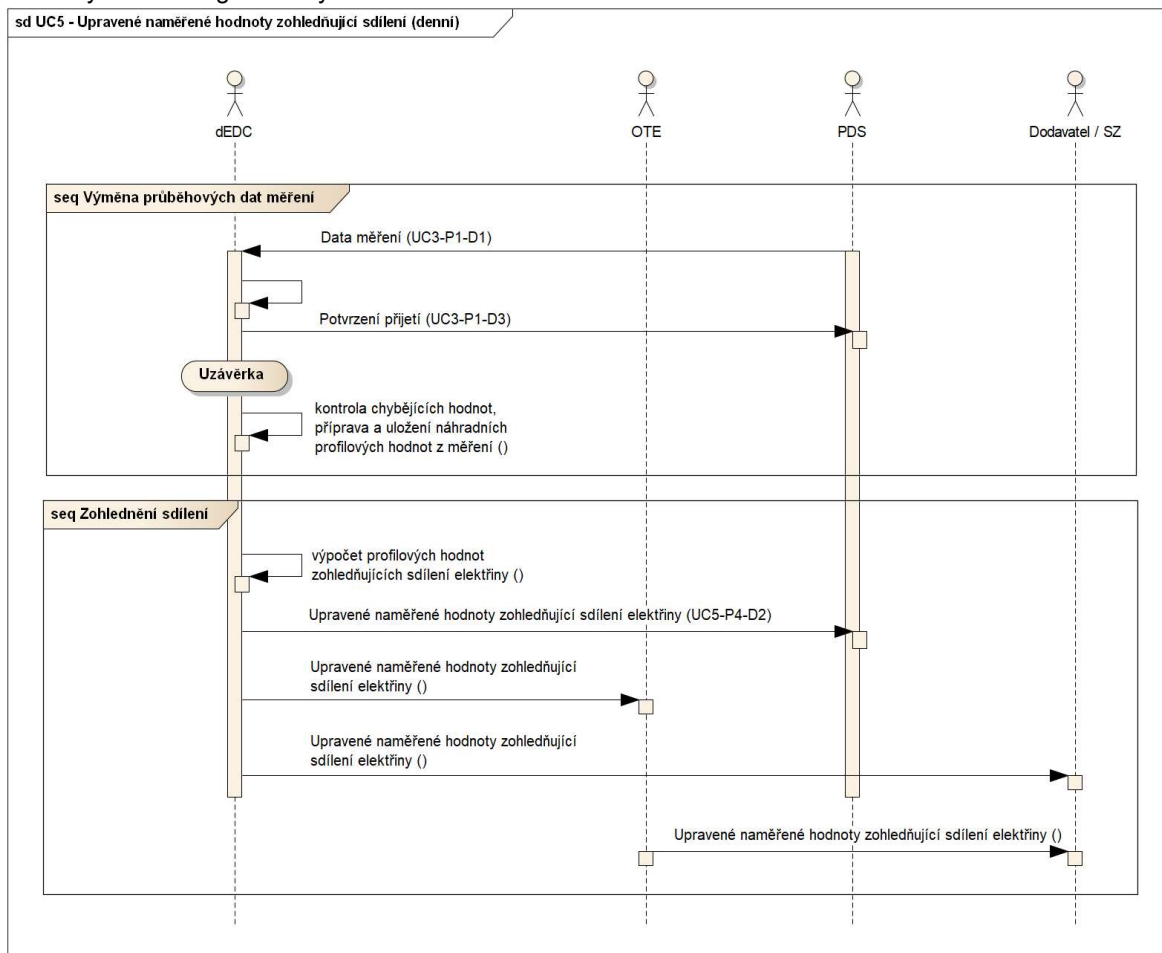 sd UC5 - Upravené naměřené hodnoty zohledňující sdílení (denní)
dEDC
OTE
PDS
Dodavatel / SZ
seq Výměna průběhových dat měření
Data měření (UC3-P1-D1)
Potvrzení přijetí (UC3-P1-D3)
Uzávěrka
kontrola chybějících hodnot,
příprava a uložení náhradních
profilových hodnot z měření ()
seq Zohlednění sdílení
výpočet profilových hodnot
zohledňujících sdílení elektřiny ()
Upravené naměřené hodnoty zohledňující sdílení elektřiny (UC5-P4-D2)
Upravené naměřené hodnoty zohledňující
sdílení elektřiny ()
Upravené naměřené hodnoty zohledňující
sdílení elektřiny ()
Upravené naměřené hodnoty zohledňující sdílení elektřiny ()